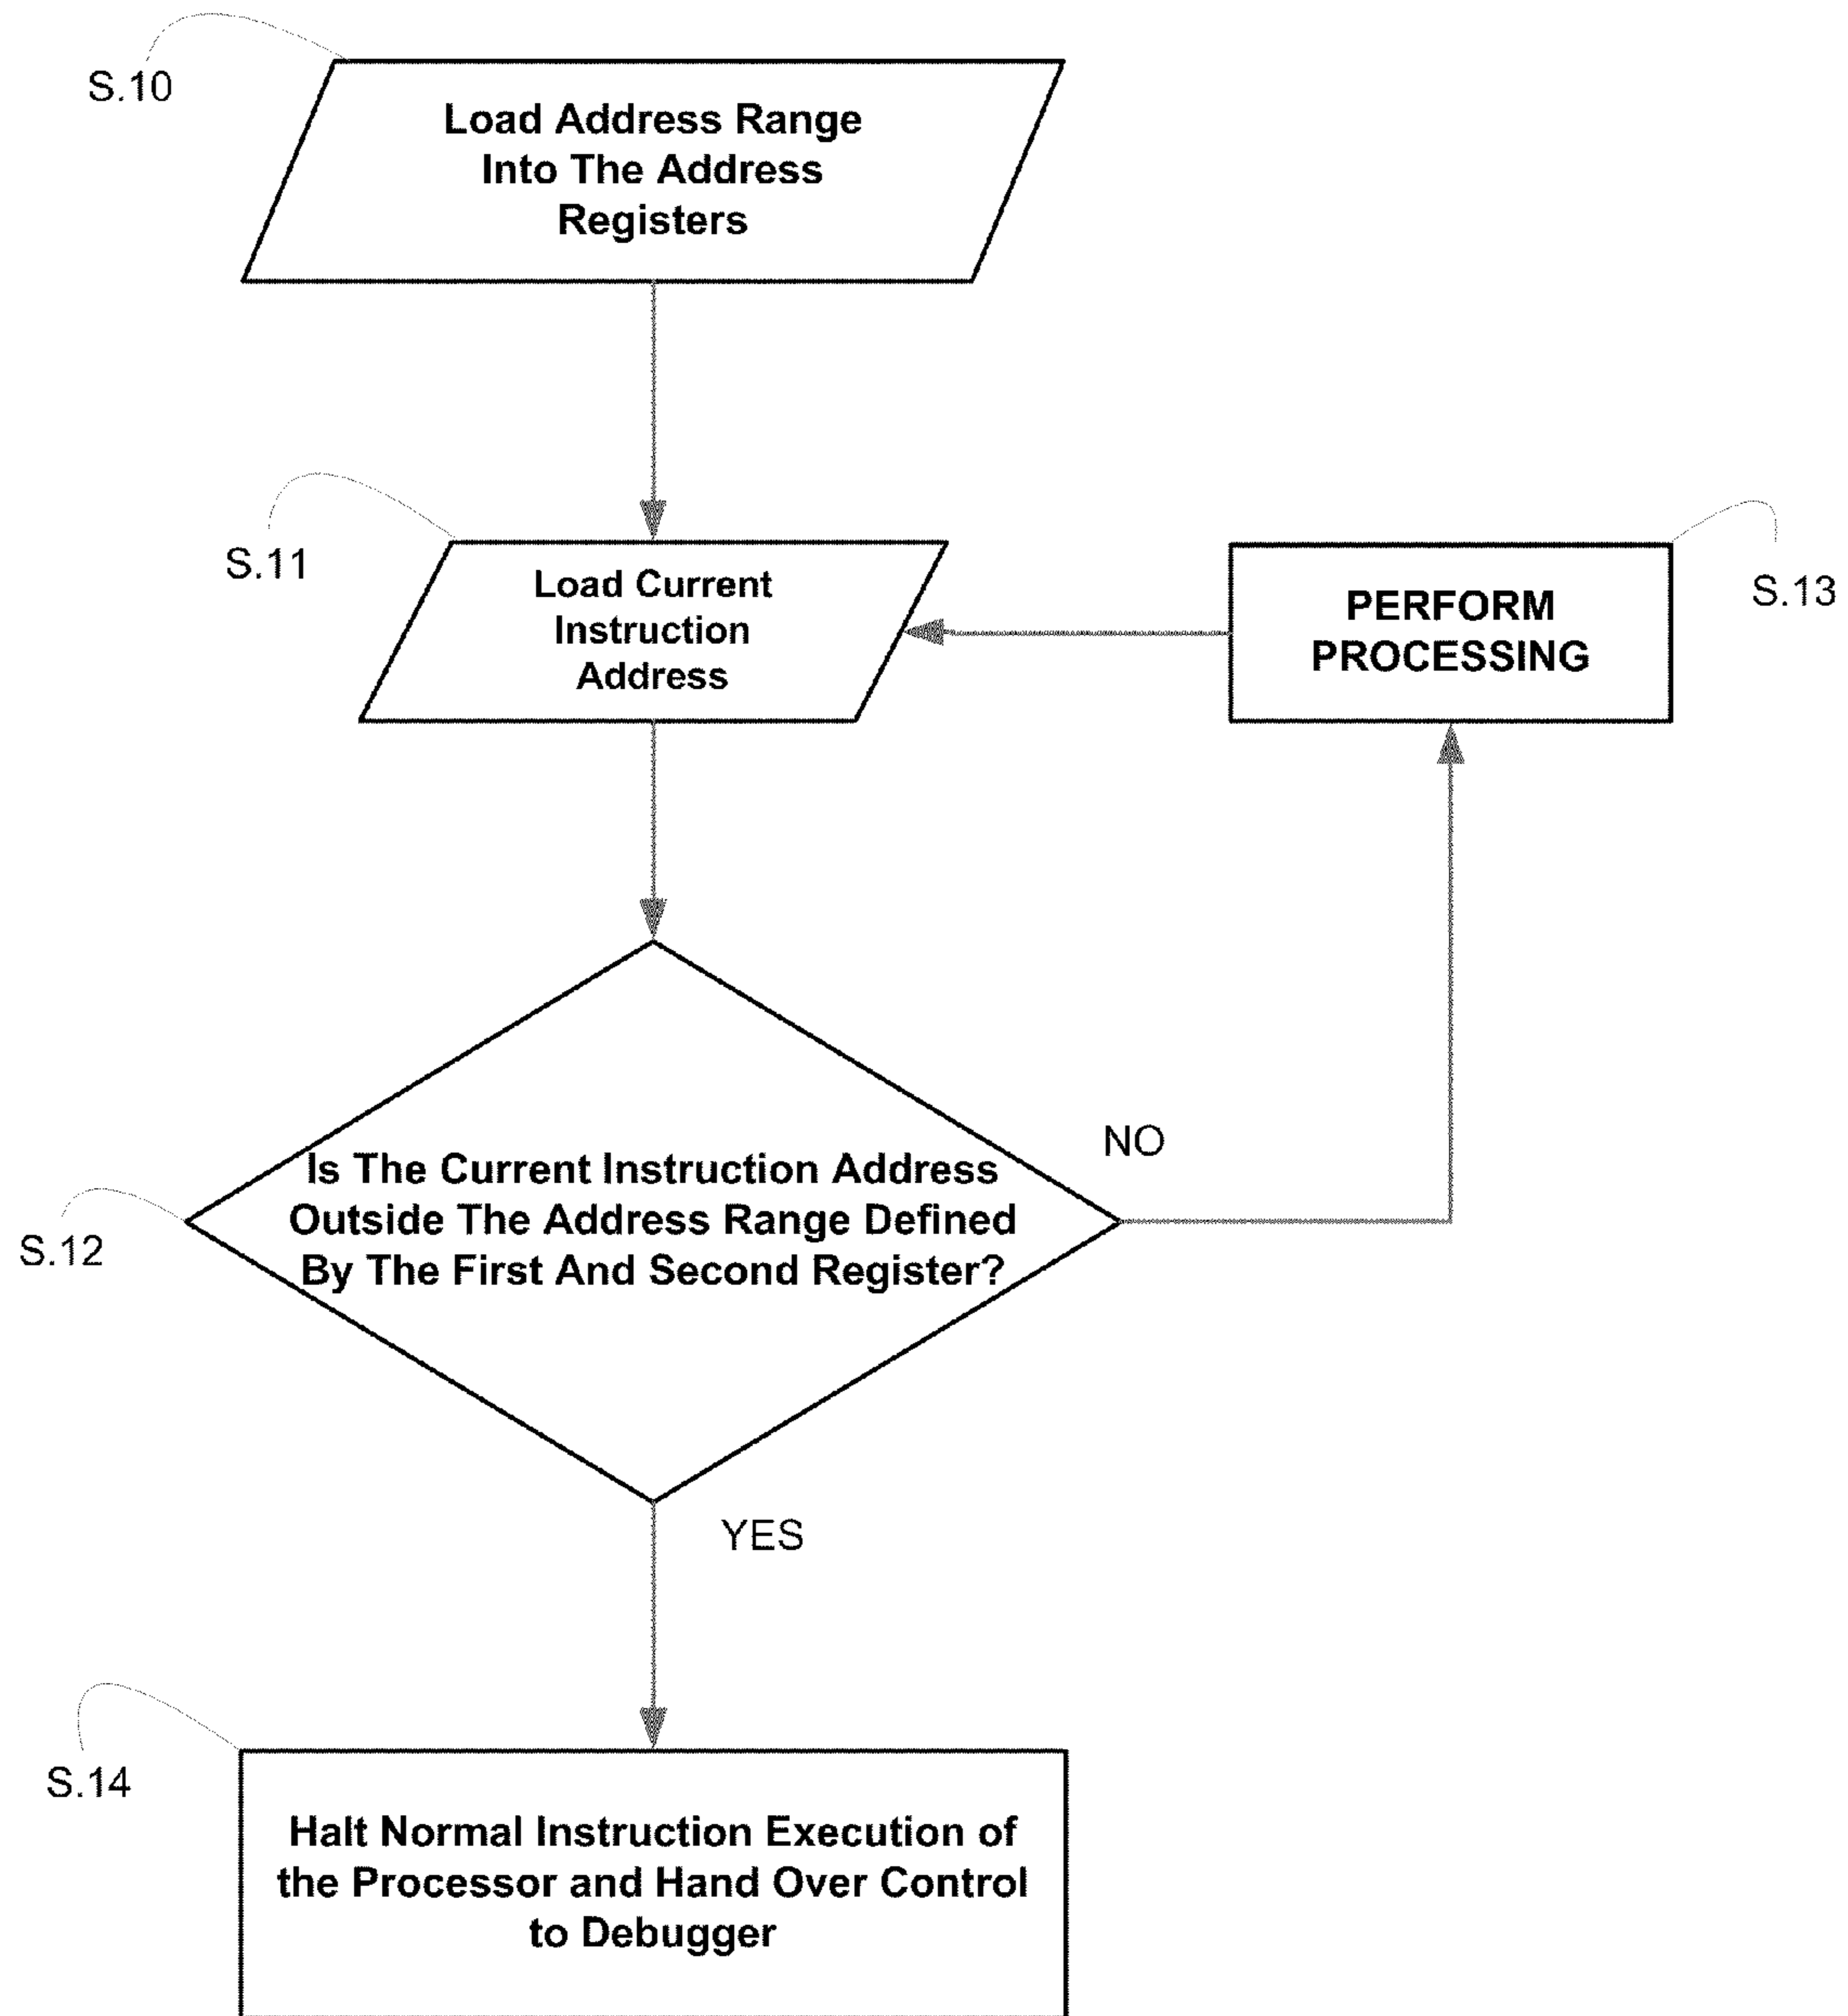 S.10
Load Address Range
Into The Address
Registers
S.11
Load Current
Instruction
Address
PERFORM
PROCESSING
S.13
NO
Is The Current Instruction Address
Outside The Address Range Defined
By The First And Second Register?
S.12
YES
S.14
Halt Normal Instruction Execution of
the Processor and Hand Over Control
to Debugger